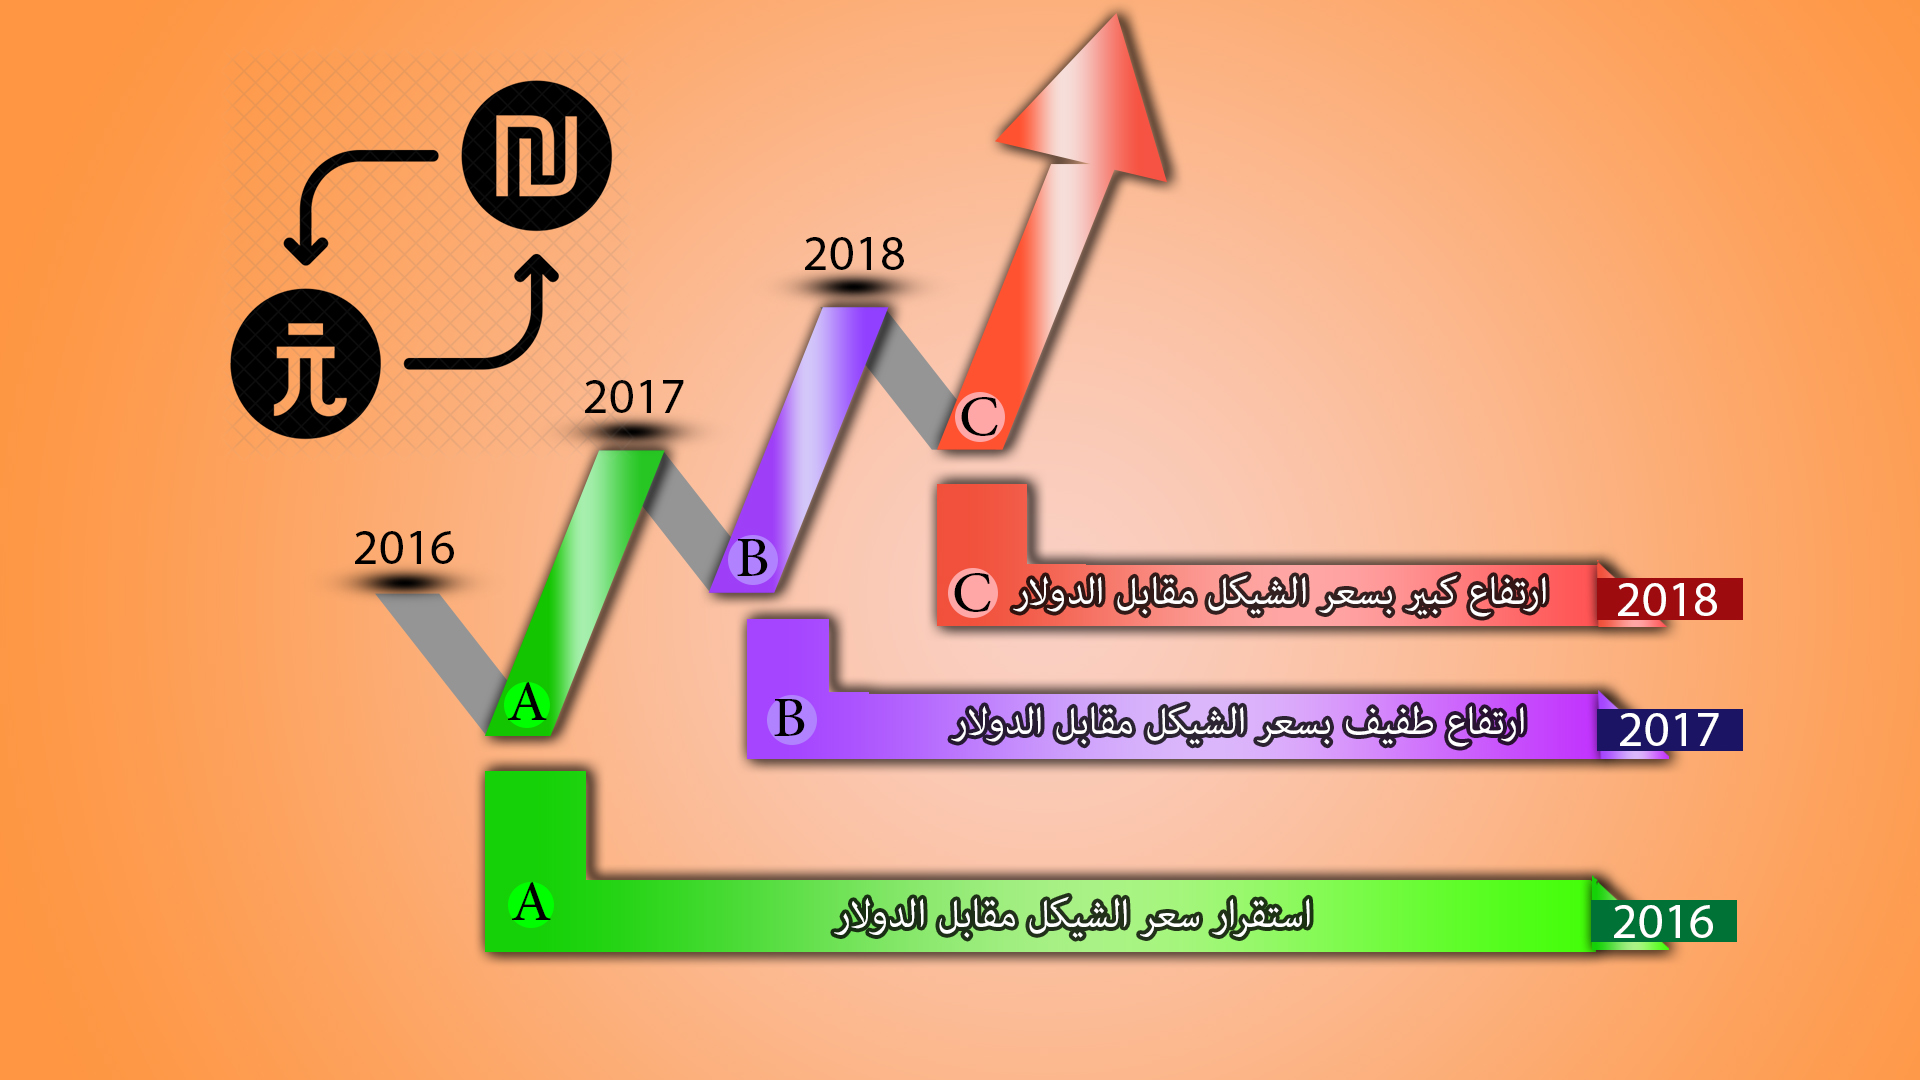 ₪
元
2018
2017
2016
C
B
A
C ارتفاع كبير بسعر الشيكل مقابل الدولار 2018
B ارتفاع طفيف بسعر الشيكل مقابل الدولار 2017
A استقرار سعر الشيكل مقابل الدولار 2016